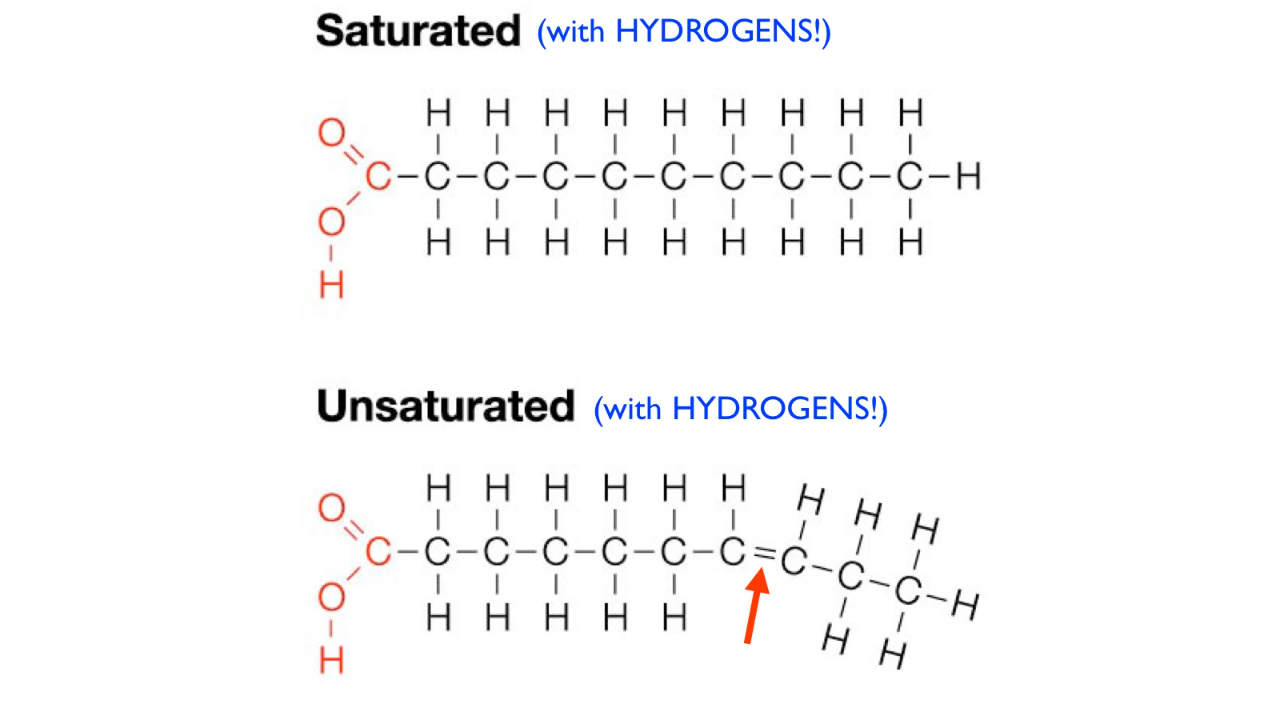 Saturated (with HYDROGENS!)
H H H H H H H H H
O
C–C–C–C–C–C–C–C–C–C–H
O
H H H H H H H H H
H
Unsaturated (with HYDROGENS!)
H H H H H H H H H
O
C–C–C–C–C–C–C=C–C–C–H
O
H H H H H H H
H